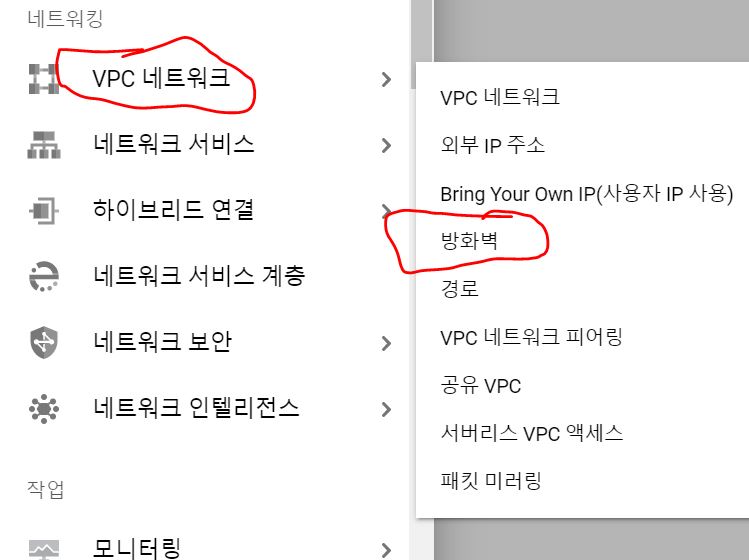 네트워킹
VPC 네트워크
네트워크 서비스
하이브리드 연결
네트워크 서비스 계층
네트워크 보안
네트워크 인텔리전스
작업
모니터링
VPC 네트워크
외부 IP 주소
Bring Your Own IP(사용자 IP 사용)
방화벽
경로
VPC 네트워크 피어링
공유 VPC
서버리스 VPC 액세스
패킷 미러링